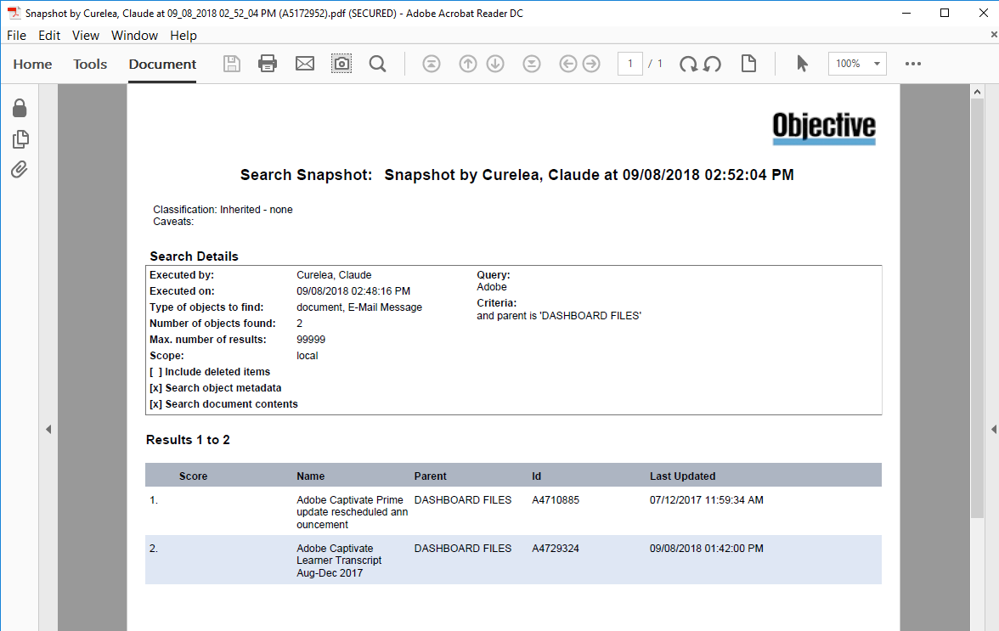 Snapshot by Curelea, Claude at 09_08_2018 02_52_04 PM (A5172952).pdf (SECURED) - Adobe Acrobat Reader DC
File Edit View Window Help
Home Tools Document 1 / 1 100%
Objective
Search Snapshot: Snapshot by Curelea, Claude at 09/08/2018 02:52:04 PM
Classification: Inherited - none
Caveats:
Search Details
Executed by: Curelea, Claude
Executed on: 09/08/2018 02:48:16 PM
Type of objects to find: document, E-Mail Message
Number of objects found: 2
Max. number of results: 99999
Scope: local
[ ] Include deleted items
[x] Search object metadata
[x] Search document contents
Query:
Adobe
Criteria:
and parent is 'DASHBOARD FILES'
Results 1 to 2
Score Name Parent Id Last Updated
1. Adobe Captivate Prime DASHBOARD FILES A4710885 07/12/2017 11:59:34 AM
update rescheduled ann
ouncement
2. Adobe Captivate DASHBOARD FILES A4729324 09/08/2018 01:42:00 PM
Learner Transcript
Aug-Dec 2017